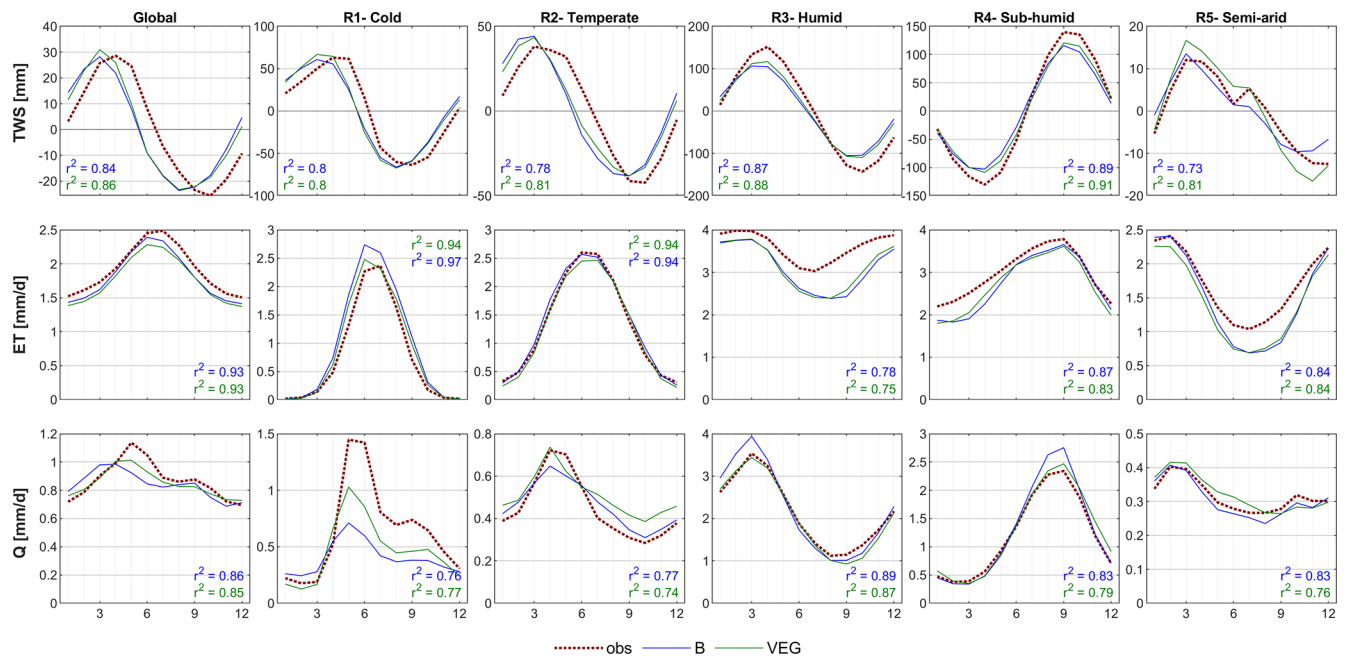 Global R1- Cold R2- Temperate R3- Humid R4- Sub-humid R5- Semi-arid
TWS [mm]
40 30 20 10 0 -10 -20
r2 = 0.84
r2 = 0.86
100 50 0 -50 -100
r2 = 0.8
r2 = 0.8
50 0 -50
r2 = 0.78
r2 = 0.81
200 150 100 50 0 -50 -100 -150
r2 = 0.87
r2 = 0.88
150 100 50 0 -50 -100 -150
r2 = 0.89
r2 = 0.91
20 10 0 -10 -20
r2 = 0.73
r2 = 0.81
ET [mm/d]
2.5 2 1.5 1 0.5 0
r2 = 0.93
r2 = 0.93
3 2.5 2 1.5 1 0.5 0
r2 = 0.94
r2 = 0.97
3 2.5 2 1.5 1 0.5 0
r2 = 0.94
r2 = 0.94
4 3 2 1 0
r2 = 0.78
r2 = 0.75
4 3 2 1 0
r2 = 0.87
r2 = 0.83
2.5 2 1.5 1 0.5 0
r2 = 0.84
r2 = 0.84
Q [mm/d]
1.2 1 0.8 0.6 0.4 0.2 0
r2 = 0.86
r2 = 0.85
3 6 9 12
1.5 1 0.5 0
r2 = 0.76
r2 = 0.77
3 6 9 12
0.8 0.6 0.4 0.2 0
r2 = 0.77
r2 = 0.74
3 6 9 12
4 3 2 1 0
r2 = 0.89
r2 = 0.87
3 6 9 12
4 3 2 1 0
r2 = 0.83
r2 = 0.79
3 6 9 12
0.5 0.4 0.3 0.2 0.1 0
r2 = 0.83
r2 = 0.76
3 6 9 12
obs B VEG